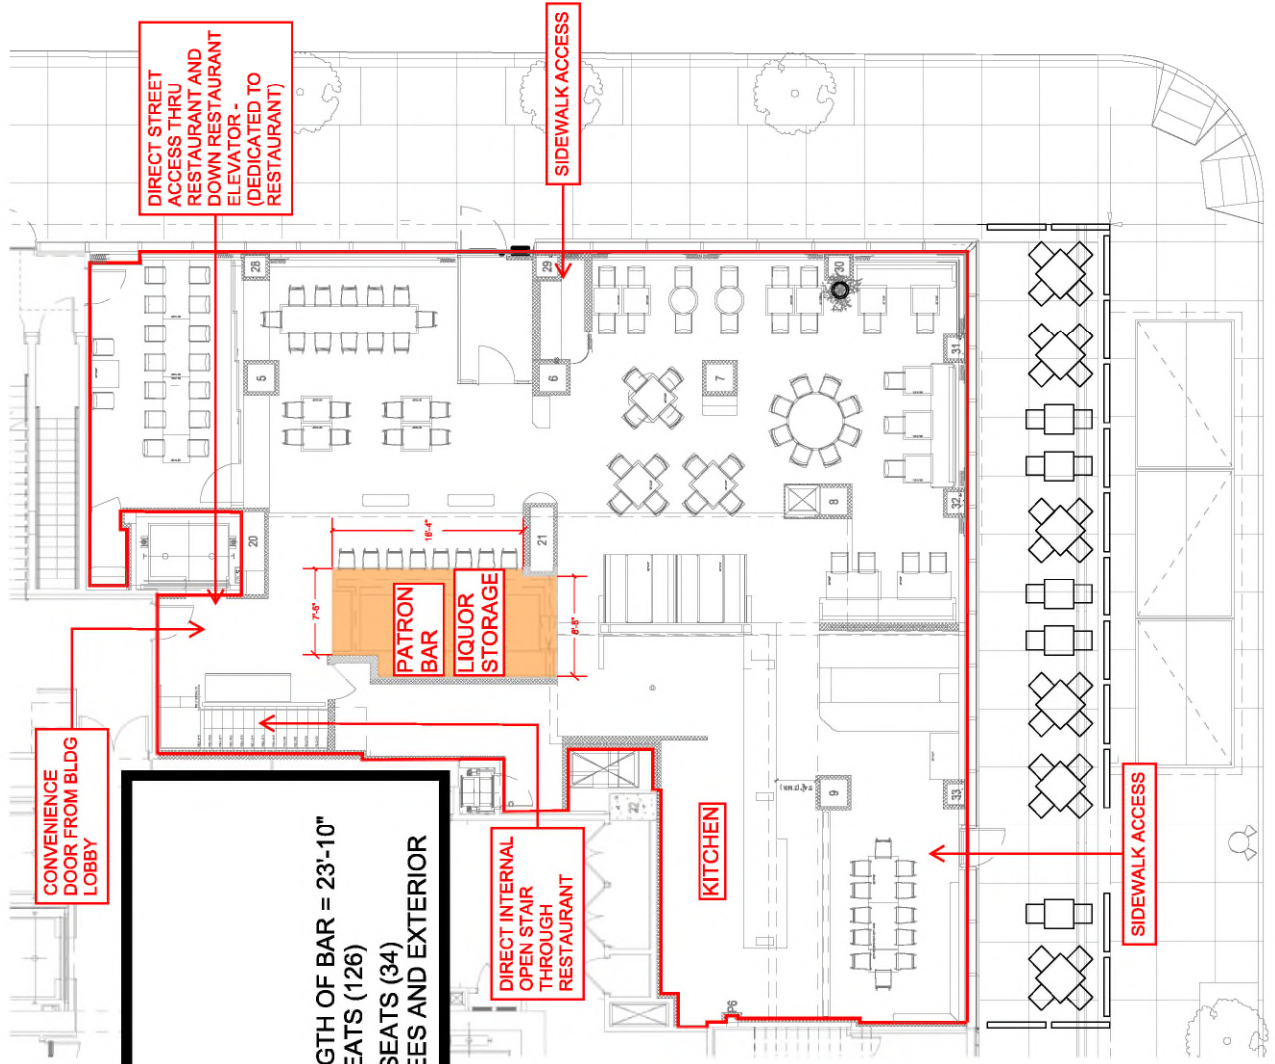 DIRECT STREET
ACCESS THRU
RESTAURANT AND
DOWN RESTAURANT
ELEVATOR -
(DEDICATED TO
RESTAURANT)
SIDEWALK ACCESS
28
29
30
5
6
7
31
32
8
20
21
16'-4"
7'-6"
PATRON
BAR
LIQUOR
STORAGE
CONVENIENCE
DOOR FROM BLDG
LOBBY
DIRECT INTERNAL
OPEN STAIR
THROUGH
RESTAURANT
KITCHEN
22
9
33
P6
SIDEWALK ACCESS
GTH OF BAR = 23'-10"
EATS (126)
SEATS (34)
EES AND EXTERIOR